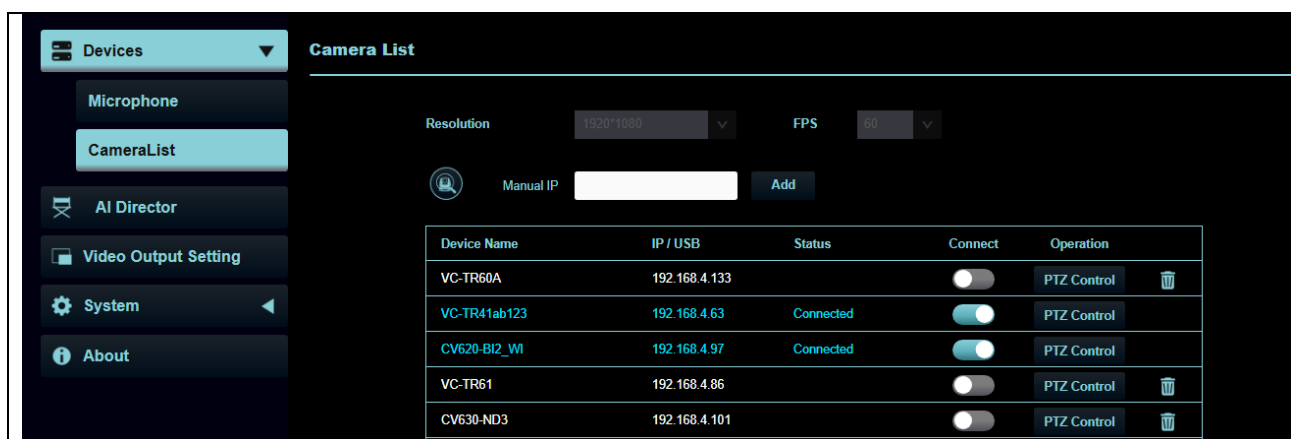 Devices
Camera List
Microphone
Resolution 1920*1080 FPS 60
CameraList
Manual IP Add
AI Director
Device Name IP / USB Status Connect Operation
Video Output Setting
VC-TR60A 192.168.4.133 PTZ Control
System
VC-TR41ab123 192.168.4.63 Connected PTZ Control
About
CV620-BI2_WI 192.168.4.97 Connected PTZ Control
VC-TR61 192.168.4.86 PTZ Control
CV630-ND3 192.168.4.101 PTZ Control